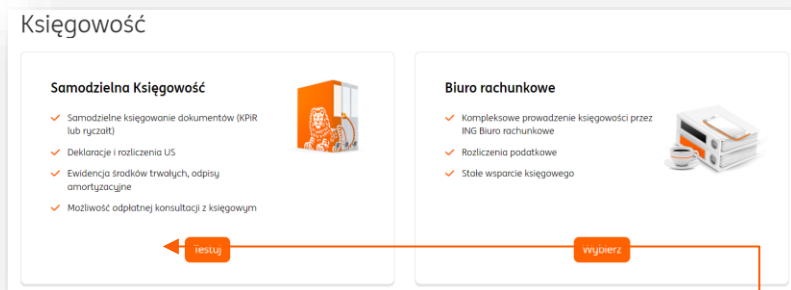 Księgowość
Samodzielna Księgowość
Samodzielne księgowanie dokumentów (KPiR
lub ryczałt)
Deklaracje i rozliczenia US
Ewidencja środków trwałych, odpisy
amortyzacyjne
Możliwość odpłatnej konsultacji z księgowym
Testuj
Biuro rachunkowe
Kompleksowe prowadzenie księgowości przez
ING Biuro rachunkowe
Rozliczenia podatkowe
Stałe wsparcie księgowego
Wybierz